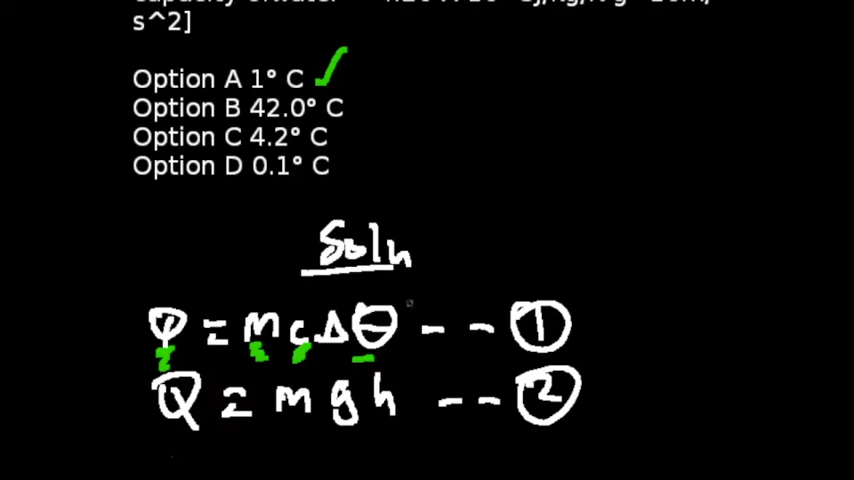 s^2]
Option A 1° C
Option B 42.0° C
Option C 4.2° C
Option D 0.1° C
Soln
Q = mcΔθ -- ①
Q = mgh -- ②